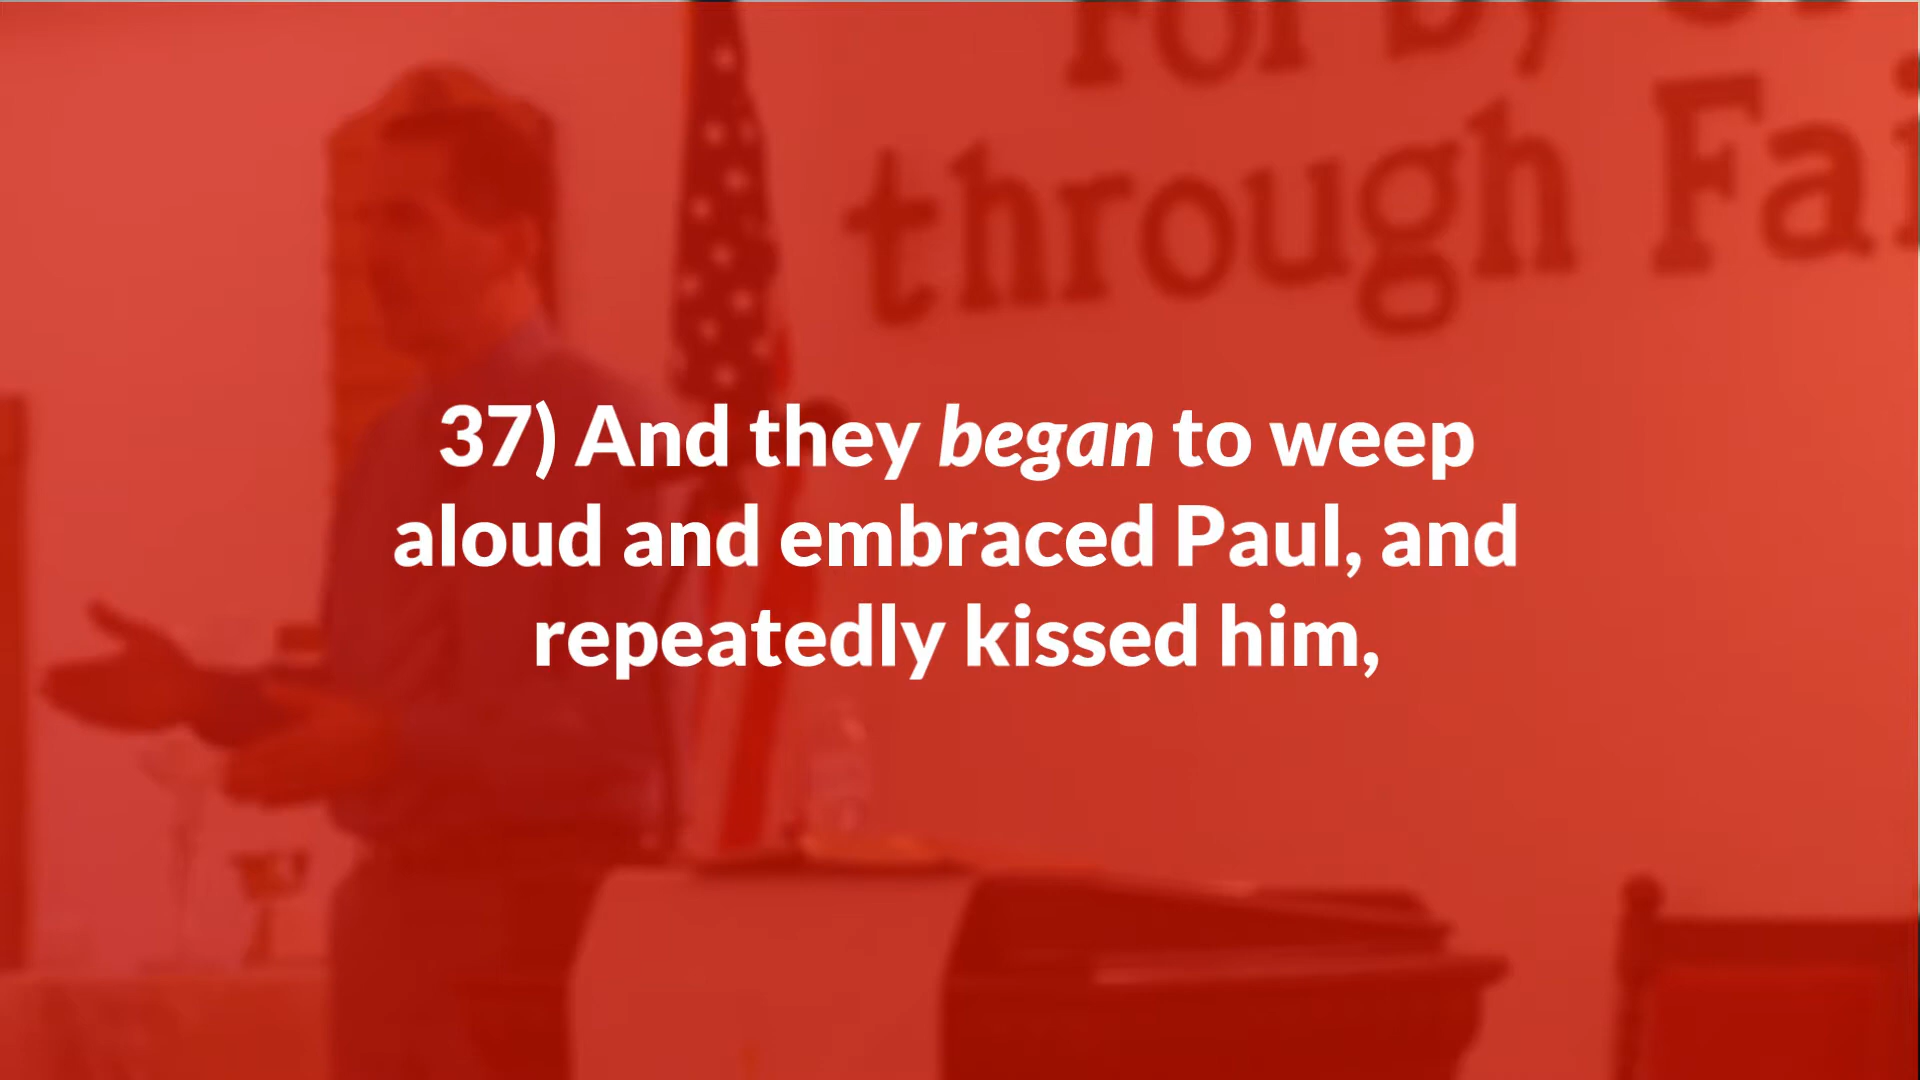 through
37) And they began to weep
aloud and embraced Paul, and
repeatedly kissed him,